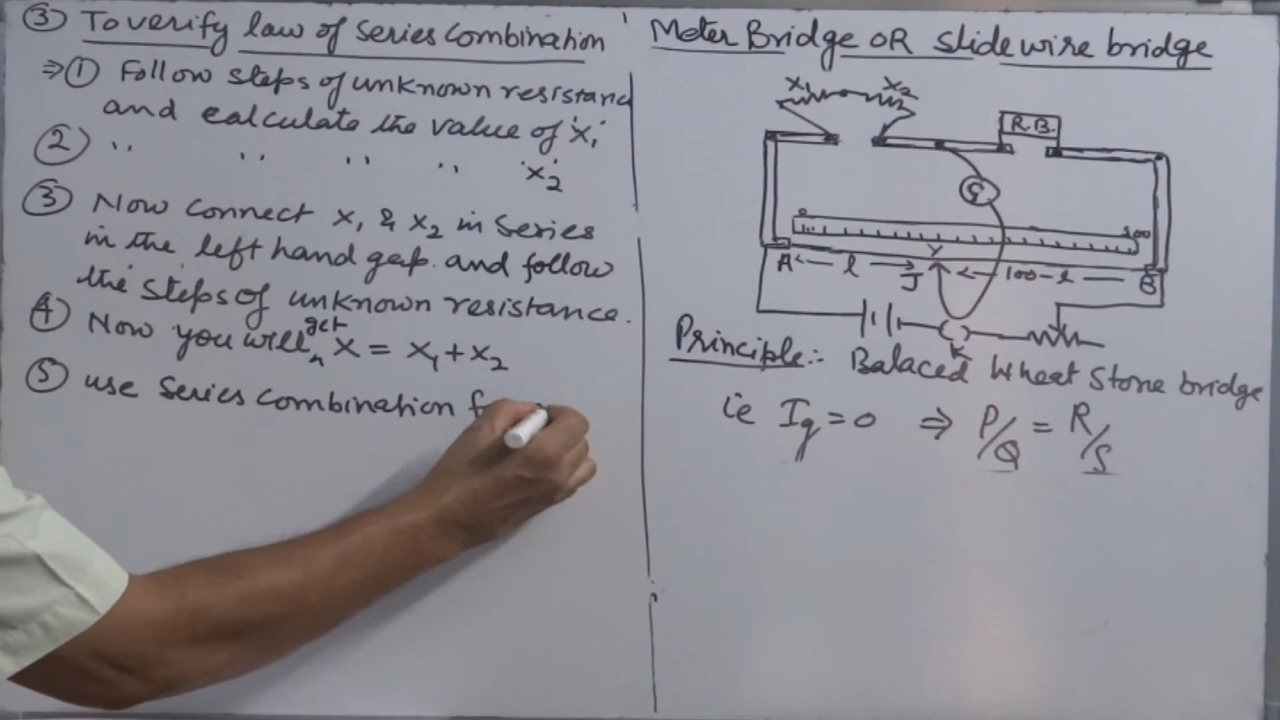 ③ To verify law of series combination
⇒ ① Follow steps of unknown resistanc
and calculate the value of 'x₁'
② " " " " 'x₂'
③ Now connect x₁ & x₂ in series
in the left hand gap. and follow
the steps of unknown resistance.
④ Now you will get x = x₁ + x₂
⑤ use series combination f
Meter Bridge OR slide wire bridge
x₁ x₂
R.B.
G
0 100
A ← l → J ← 100-l B
K
Principle:- Balaced Wheat stone bridge
ie Ig = 0 ⇒ P/Q = R/S